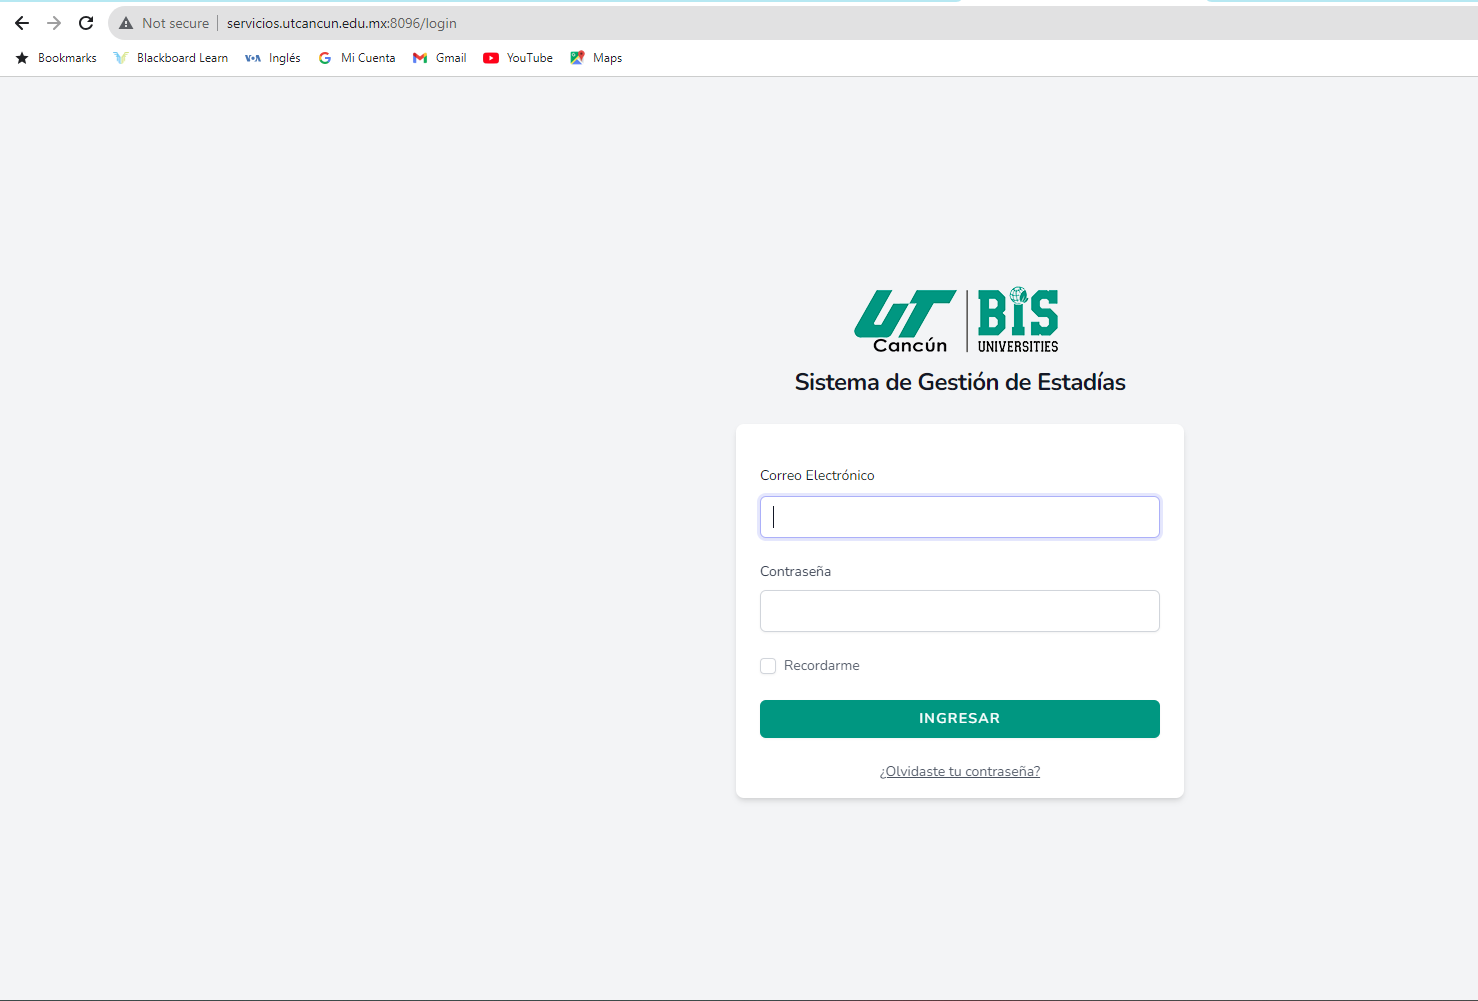 Not secure | servicios.utcancun.edu.mx:8096/login
Bookmarks Blackboard Learn VOA Inglés G Mi Cuenta Gmail YouTube Maps
UT BIS
Cancún UNIVERSITIES
Sistema de Gestión de Estadías
Correo Electrónico
Contraseña
Recordarme
INGRESAR
¿Olvidaste tu contraseña?